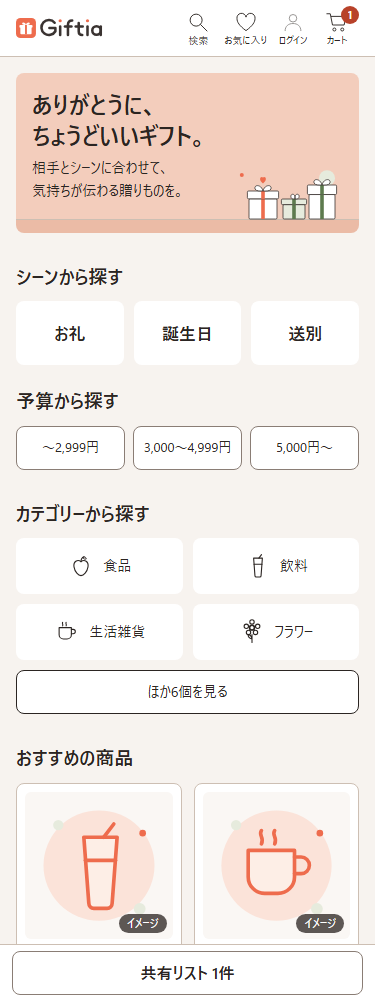 Giftia
検索
お気に入り
ログイン
カート
1
ありがとうに、
ちょうどいいギフト。
相手とシーンに合わせて、
気持ちが伝わる贈りものを。
シーンから探す
お礼
誕生日
送別
予算から探す
～2,999円
3,000～4,999円
5,000円～
カテゴリーから探す
食品
飲料
生活雑貨
フラワー
ほか6個を見る
おすすめの商品
イメージ
イメージ
共有リスト 1件